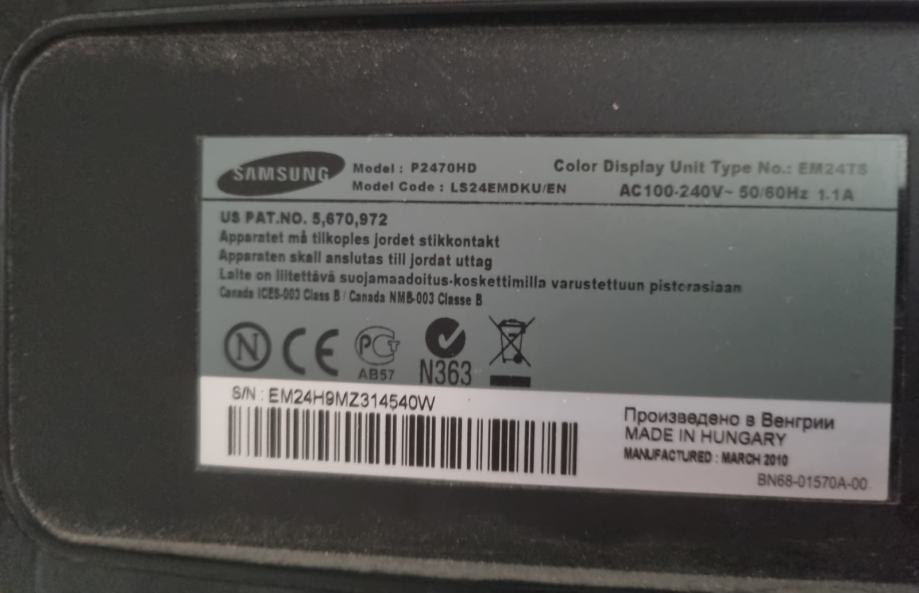 SAMSUNG
Model : P2470HD
Color Display Unit Type No.: EM24TS
Model Code : LS24EMDKU/EN
AC100-240V~ 50/60Hz 1.1A
US PAT.NO. 5,670,972
Apparatet må tilkoples jordet stikkontakt
Apparaten skall anslutas till jordat uttag
Laite on liitettävä suojamaadoitus-koskettimilla varustettuun pistorasiaan
Canada ICES-003 Class B / Canada NMB-003 Classe B
N CE PCT
AB57 N363
S/N : EM24H9MZ314540W
Произведено в Венгрии
MADE IN HUNGARY
MANUFACTURED : MARCH 2010
BN68-01570A-00